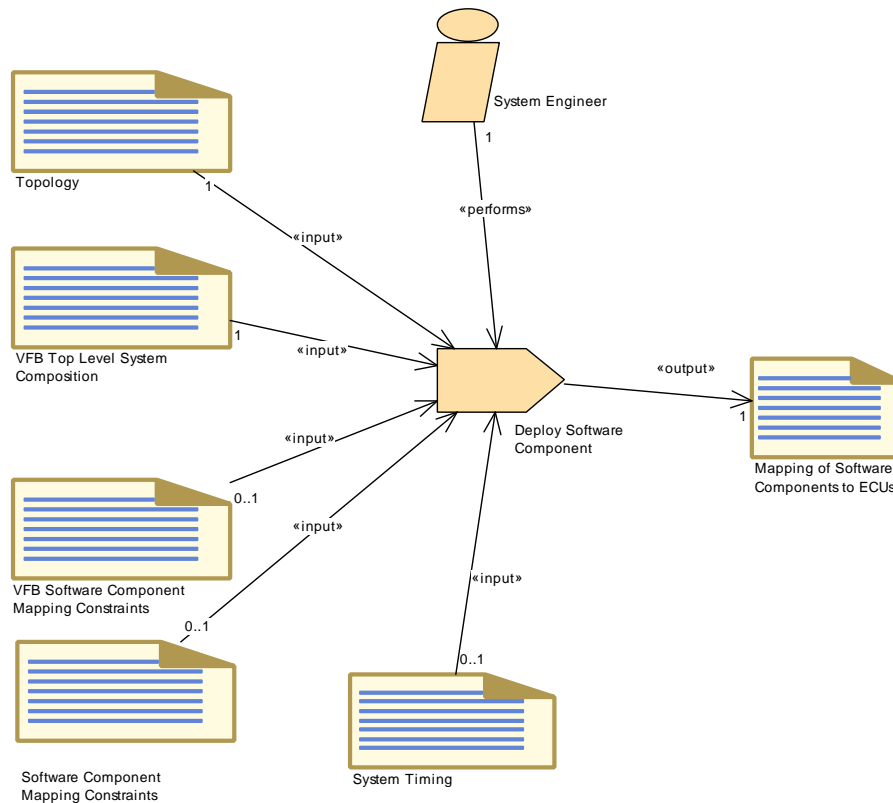 System Engineer
1
Topology
1
«performs»
«input»
VFB Top Level System
Composition
1
«input»
«output»
1
Deploy Software
Component
Mapping of Software
Components to ECUs
«input»
0..1
VFB Software Component
Mapping Constraints
«input»
0..1
«input»
0..1
Software Component
Mapping Constraints
System Timing